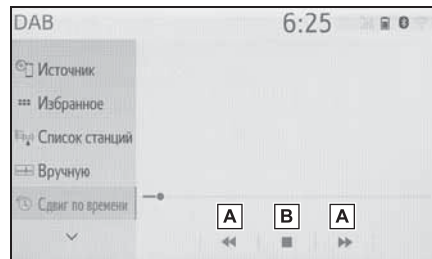 DAB 6:25
Источник
Избранное
Список станций
Вручную
Сдвиг по времени
A B A